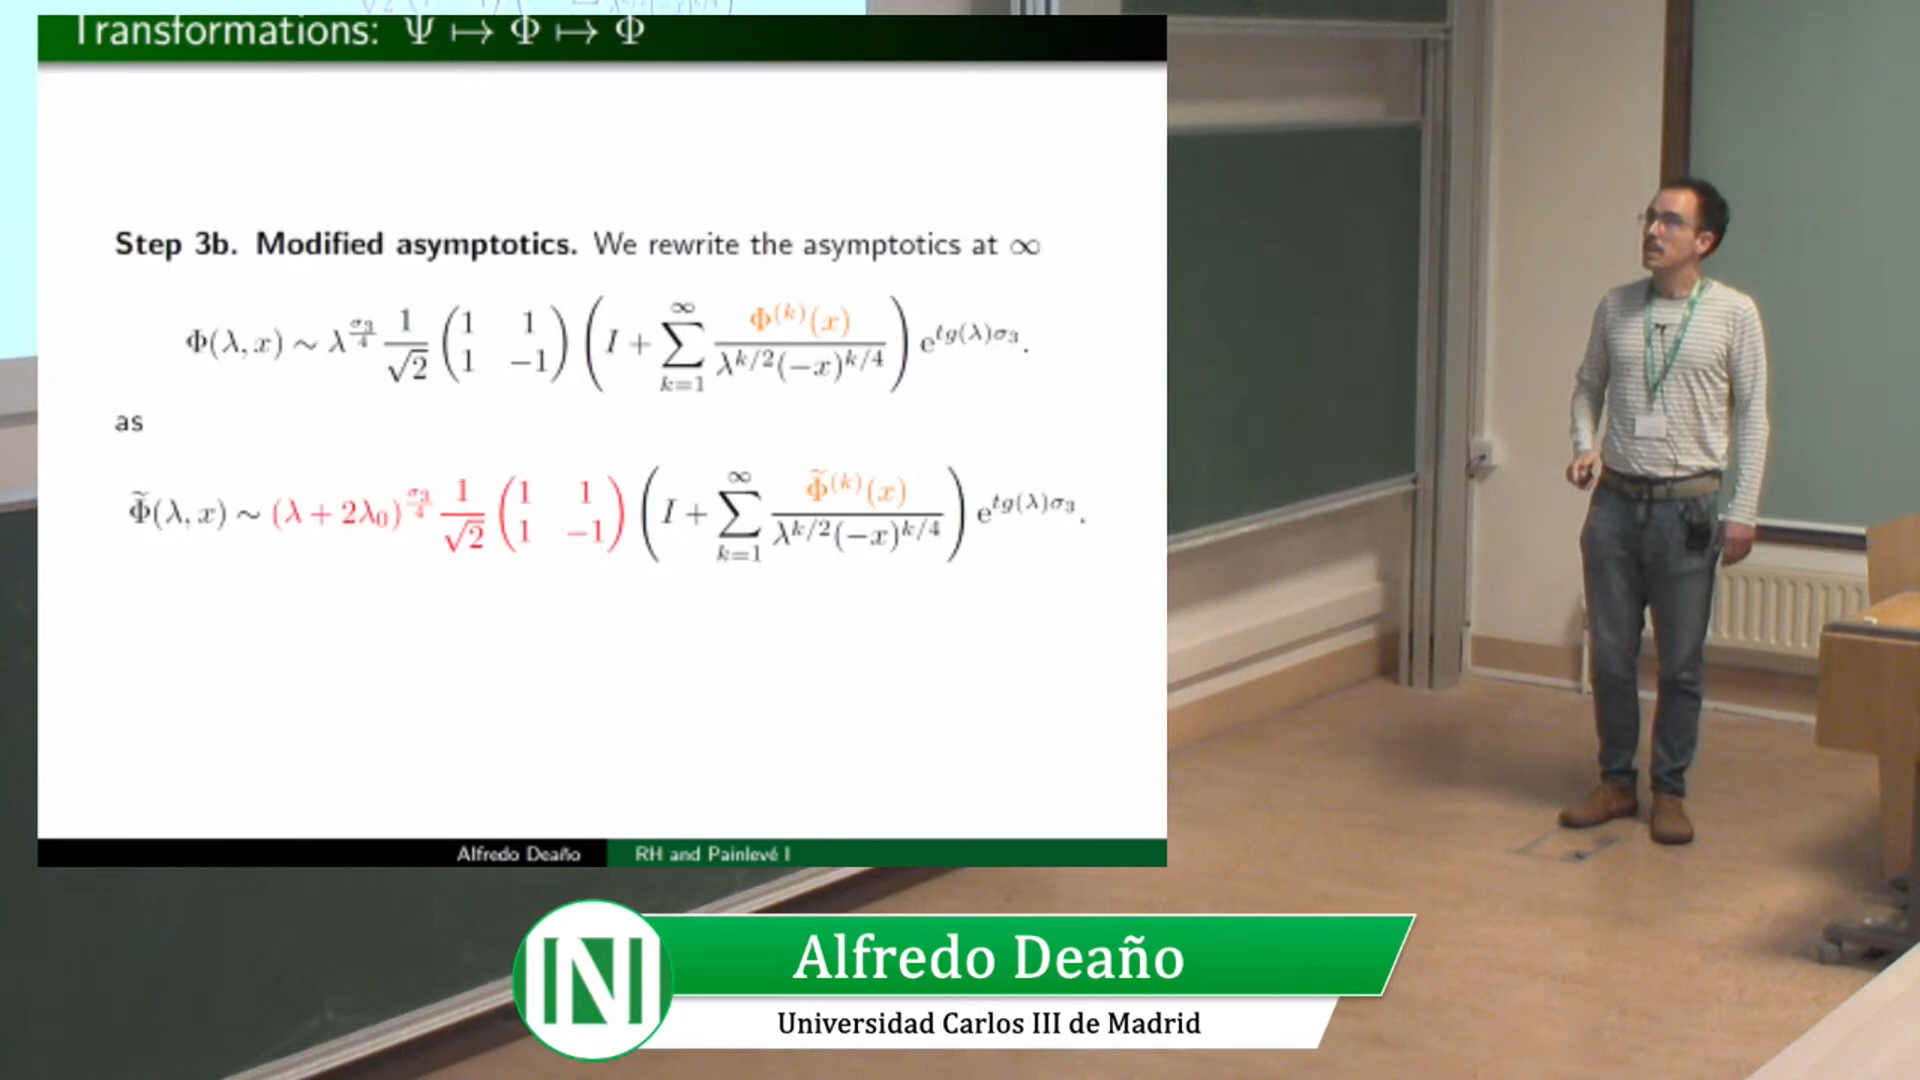 Transformations: Ψ ↦ Φ ↦ Φ̃
Step 3b. Modified asymptotics. We rewrite the asymptotics at ∞
Φ(λ, x) ∼ λ^{σ₃/4} 1/√2 (1 1; 1 −1) (I + ∑_{k=1}^{∞} Φ^{(k)}(x) / λ^{k/2}(−x)^{k/4}) e^{tg(λ)σ₃}.
as
Φ̃(λ, x) ∼ (λ + 2λ₀)^{σ₃/4} 1/√2 (1 1; 1 −1) (I + ∑_{k=1}^{∞} Φ̃^{(k)}(x) / λ^{k/2}(−x)^{k/4}) e^{tg(λ)σ₃}.
Alfredo Deaño RH and Painlevé I
N
Alfredo Deaño
Universidad Carlos III de Madrid